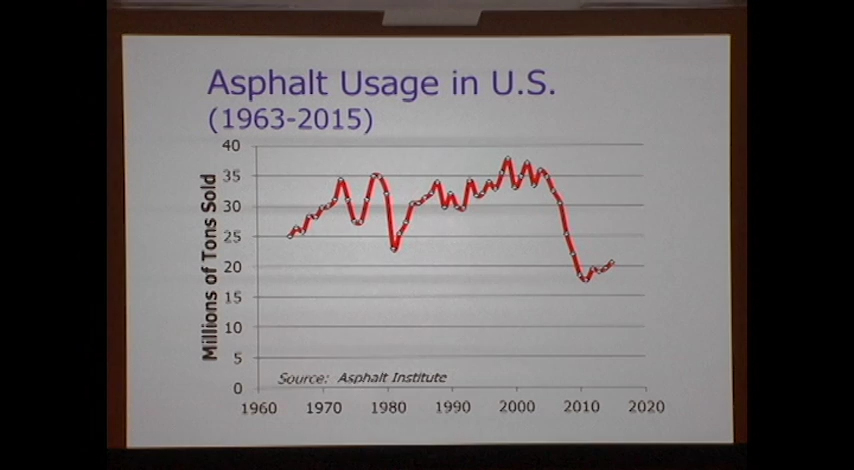 Asphalt Usage in U.S.
(1963-2015)
Millions of Tons Sold
40
35
30
25
20
15
10
5
0
Source: Asphalt Institute
1960 1970 1980 1990 2000 2010 2020